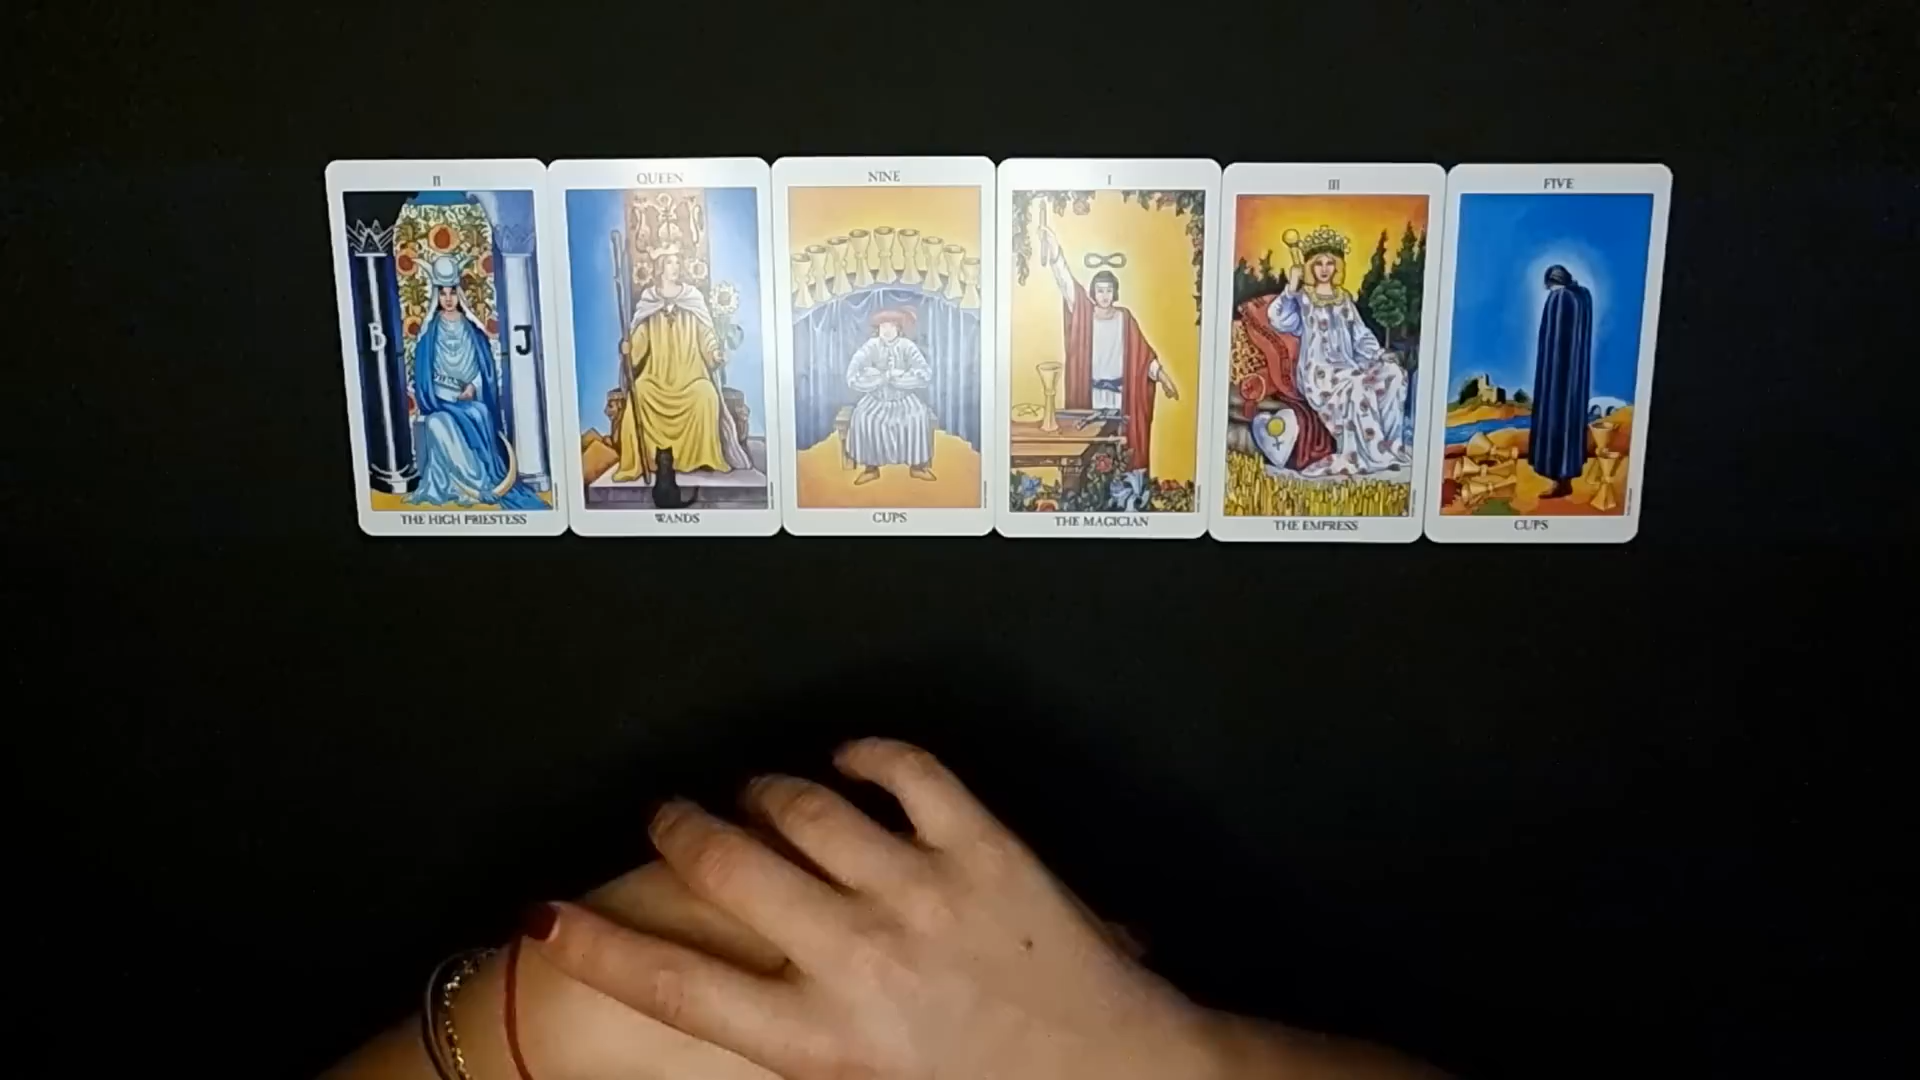 II
B J
THE HIGH PRIESTESS
QUEEN
WANDS
NINE
CUPS
I
THE MAGICIAN
III
THE EMPRESS
FIVE
CUPS